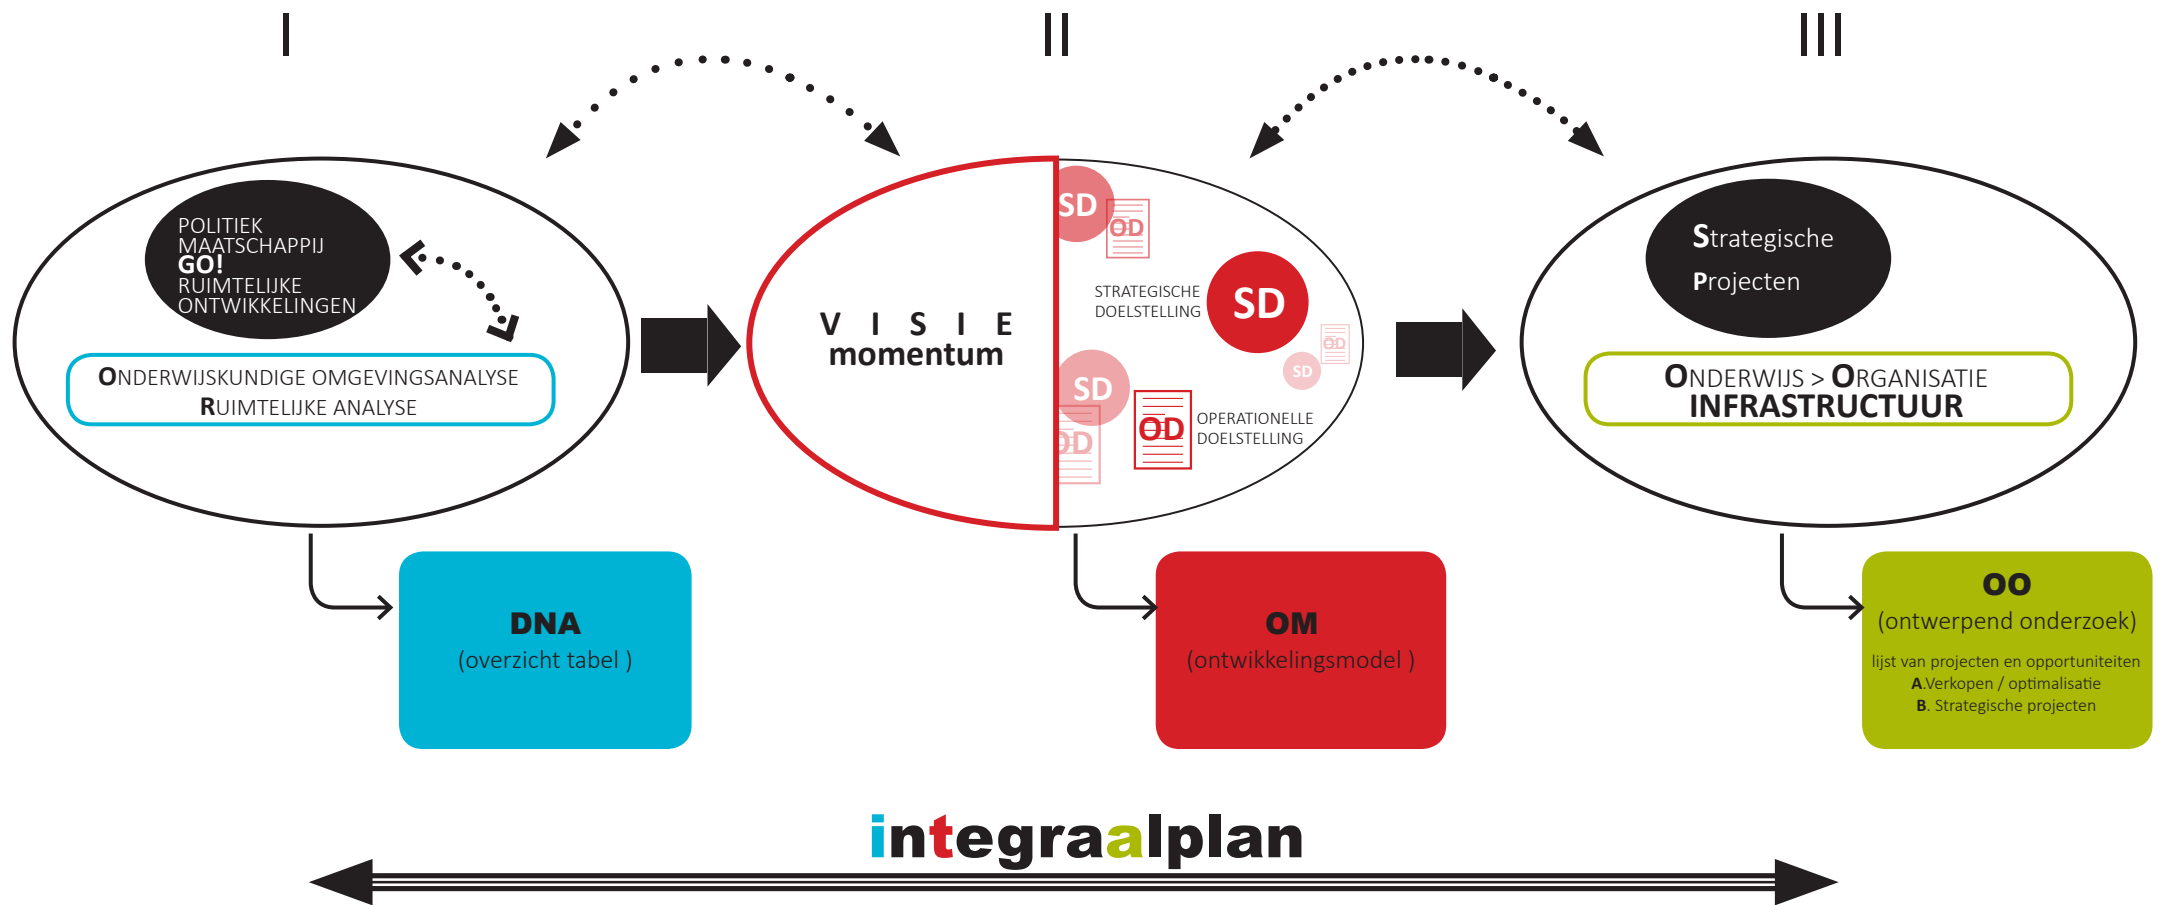 I
II
III
POLITIEK
MAATSCHAPPIJ
GO!
RUIMTELIJKE
ONTWIKKELINGEN
ONDERWIJSKUNDIGE OMGEVINGSANALYSE
RUIMTELIJKE ANALYSE
V I S I E
momentum
SD
OD
STRATEGISCHE
DOELSTELLING
SD
OD
SD
SD
OD
OD
OPERATIONELLE
DOELSTELLING
Strategische
Projecten
ONDERWIJS > ORGANISATIE
INFRASTRUCTUUR
DNA
(overzicht tabel )
OM
(ontwikkelingsmodel )
OO
(ontwerpend onderzoek)
lijst van projecten en opportuniteiten
A.Verkopen / optimalisatie
B. Strategische projecten
integraalplan